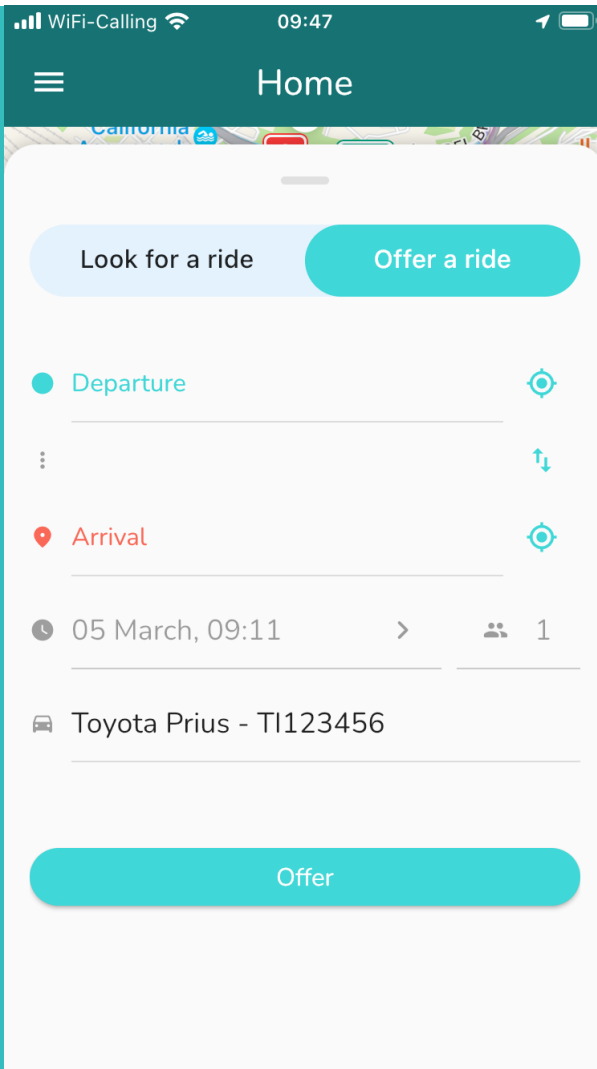 WiFi-Calling 09:47
Home
California
Look for a ride Offer a ride
Departure
Arrival
05 March, 09:11 1
Toyota Prius - TI123456
Offer